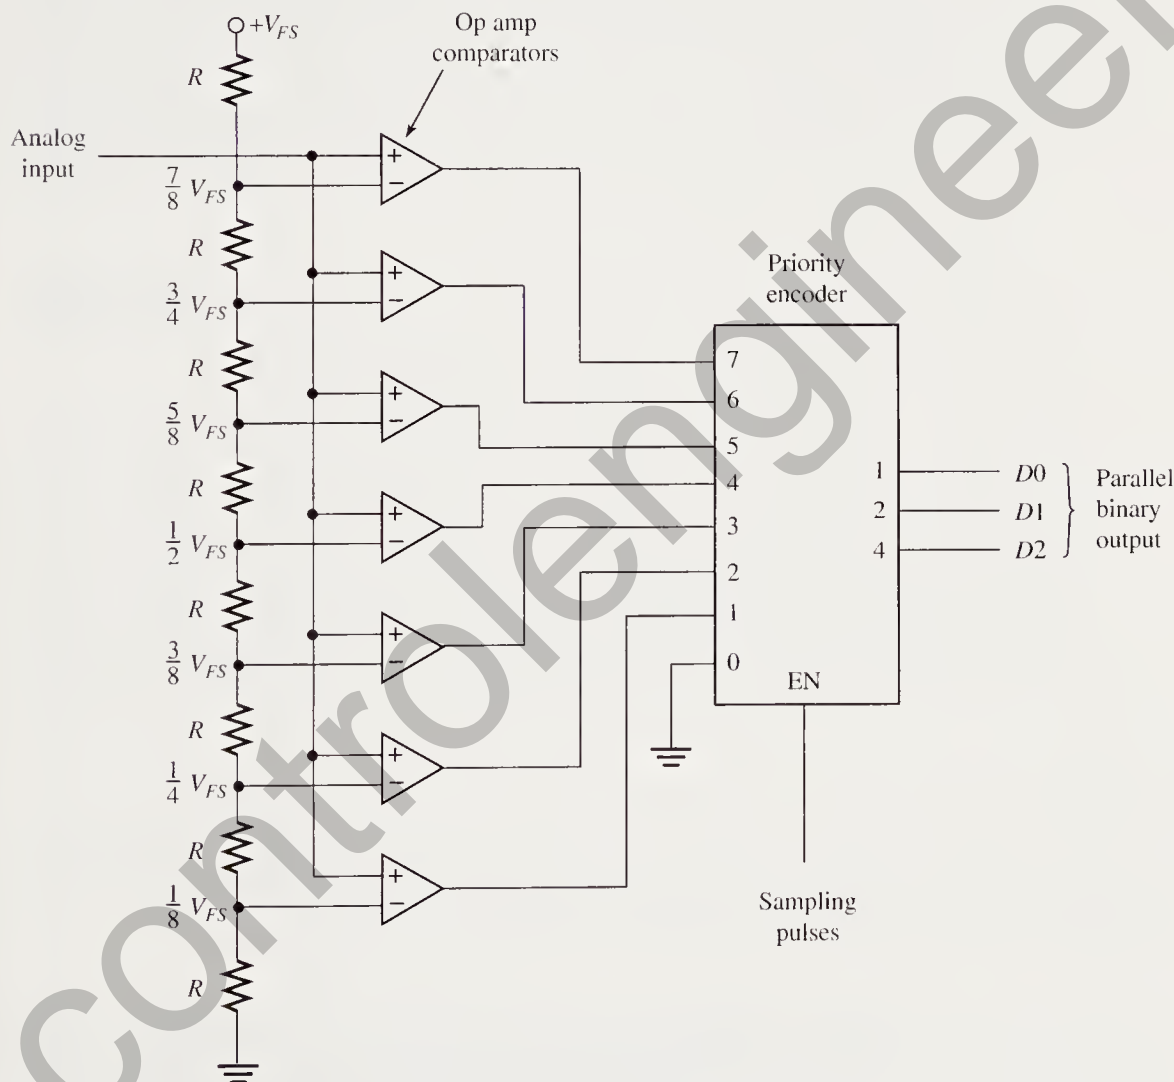 +V_FS
Op amp
comparators
R
Analog
input
+
−
7/8 V_FS
R
+
−
3/4 V_FS
Priority
encoder
R
+
−
5/8 V_FS
R
+
−
1/2 V_FS
R
+
−
3/8 V_FS
R
+
−
1/4 V_FS
R
+
−
1/8 V_FS
R
7
6
5
4
3
2
1
0
EN
1
2
4
D0
D1
D2
Parallel
binary
output
Sampling
pulses
controlengineer